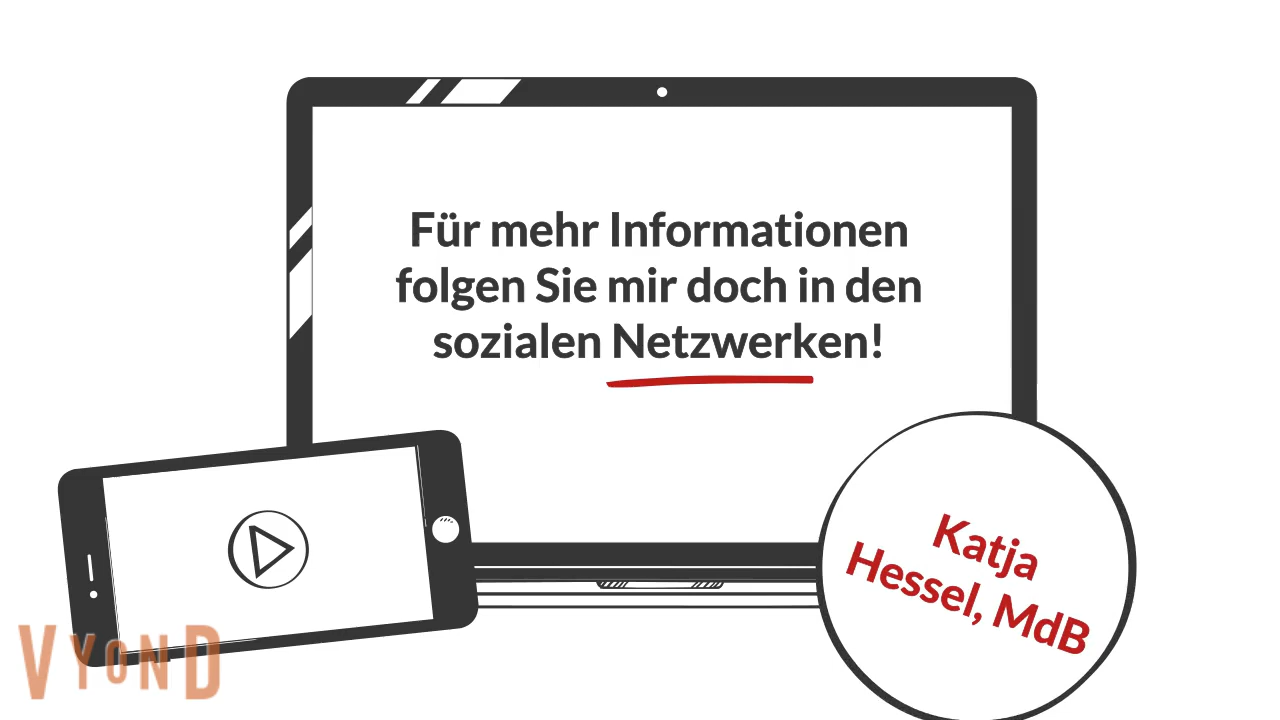 Für mehr Informationen
folgen Sie mir doch in den
sozialen Netzwerken!
Katja
Hessel, MdB
VYOND